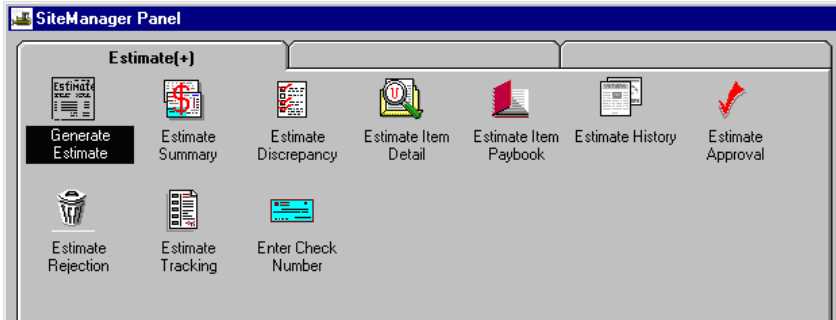 SiteManager Panel
Estimate(+)
Estimate
Generate
Estimate
Estimate
Summary
Estimate
Discrepancy
Estimate Item
Detail
Estimate Item
Paybook
Estimate History
Estimate
Approval
Estimate
Rejection
Estimate
Tracking
Enter Check
Number